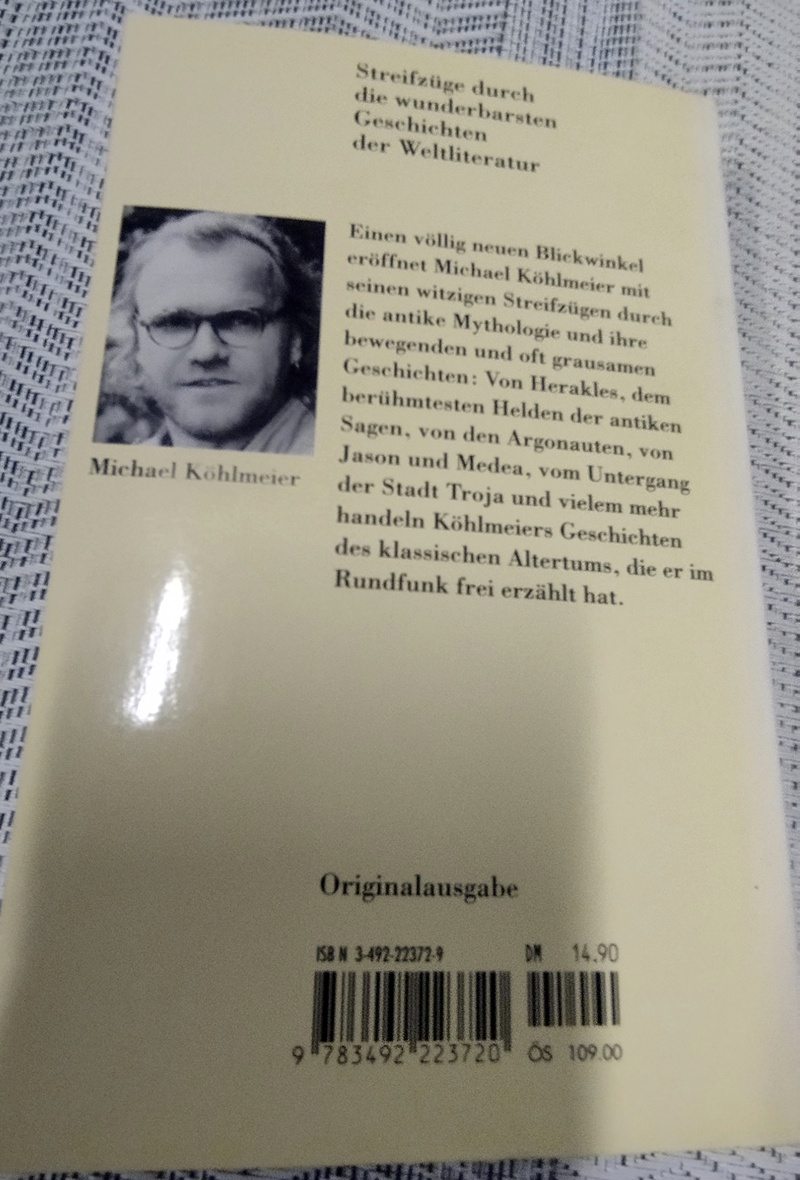 Streifzüge durch
die wunderbarsten
Geschichten
der Weltliteratur
Einen völlig neuen Blickwinkel
eröffnet Michael Köhlmeier mit
seinen witzigen Streifzügen durch
die antike Mythologie und ihre
bewegenden und oft grausamen
Geschichten: Von Herakles, dem
berühmtesten Helden der antiken
Sagen, von den Argonauten, von
Jason und Medea, vom Untergang
der Stadt Troja und vielem mehr
handeln Köhlmeiers Geschichten
des klassischen Altertums, die er im
Rundfunk frei erzählt hat.
Michael Köhlmeier
Originalausgabe
ISBN 3-492-22372-9
DM 14.90
9 783492 223720
ÖS 109.00